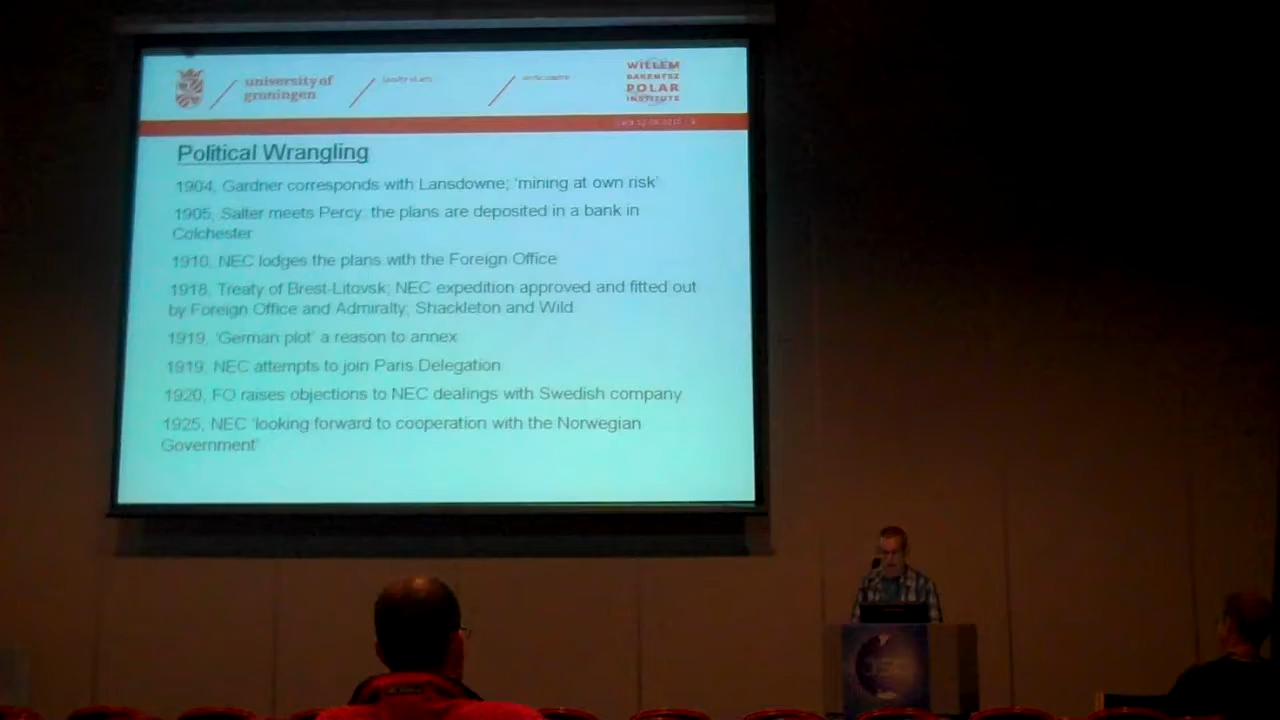 university of
groningen
WILLEM
BARENTSZ
POLAR
INSTITUTE
Political Wrangling
1904, Gardner corresponds with Lansdowne; 'mining at own risk'
1905, Salter meets Percy: the plans are deposited in a bank in
Colchester
1910, NEC lodges the plans with the Foreign Office
1918, Treaty of Brest-Litovsk; NEC expedition approved and fitted out
by Foreign Office and Admiralty; Shackleton and Wild
1919, 'German plot' a reason to annex
1919, NEC attempts to join Paris Delegation
1920, FO raises objections to NEC dealings with Swedish company
1925, NEC 'looking forward to cooperation with the Norwegian
Government'